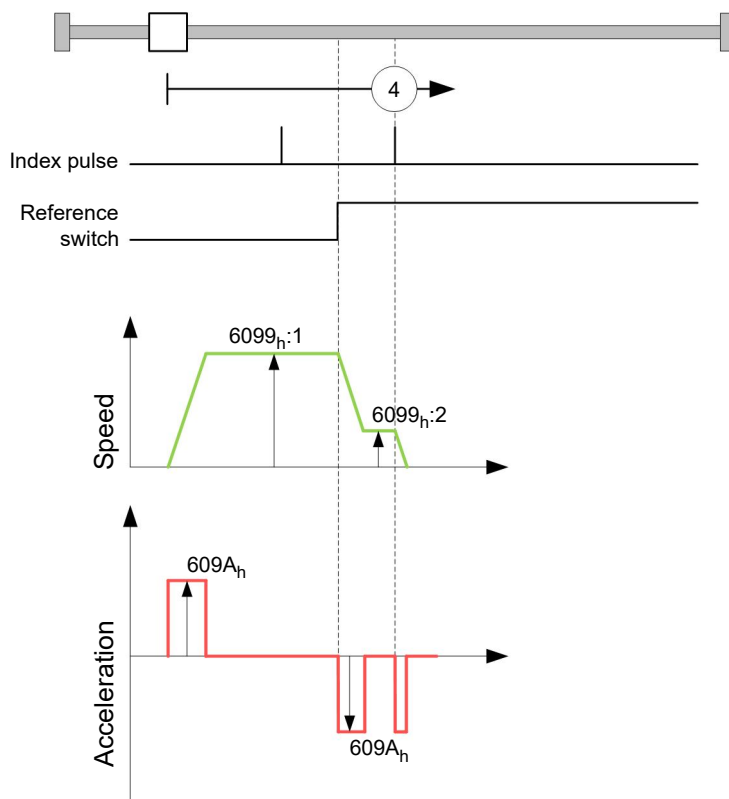 4
Index pulse
Reference
switch
6099h:1
6099h:2
Speed
609Ah
609Ah
Acceleration